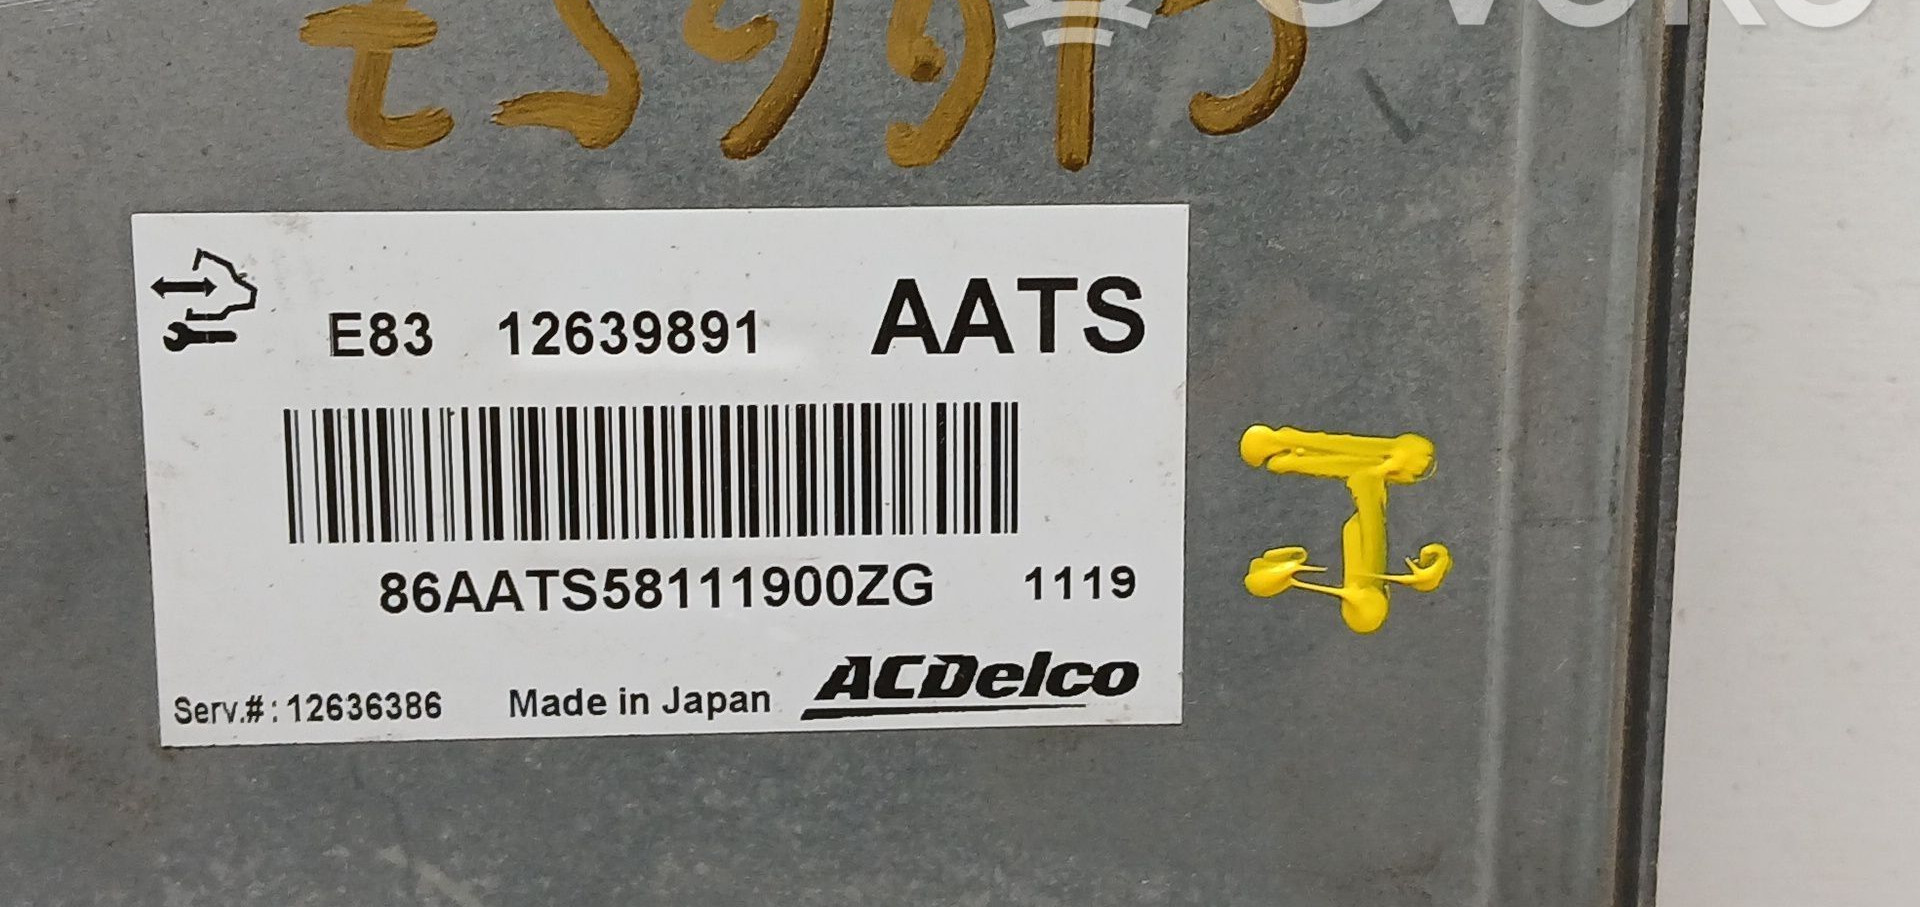 E83 12639891 AATS
86AATS58111900ZG 1119
Serv.#: 12636386 Made in Japan ACDelco
I